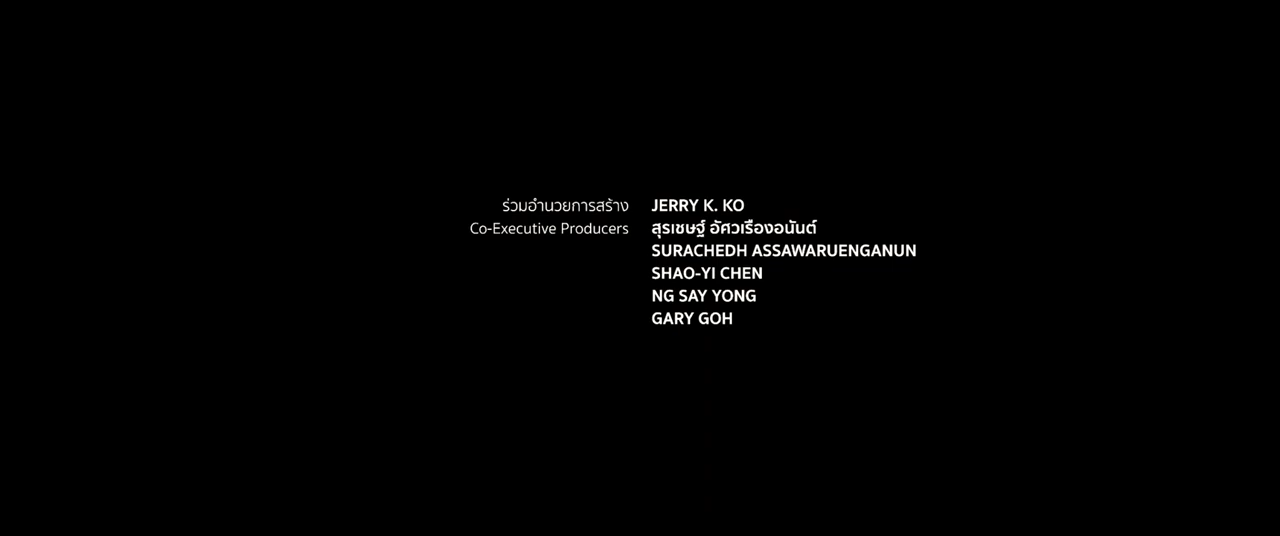 ร่วมอำนวยการสร้าง
Co-Executive Producers
JERRY K. KO
สุรเชษฐ์ อัศวเรืองอนันต์
SURACHEDH ASSAWARUENGANUN
SHAO-YI CHEN
NG SAY YONG
GARY GOH